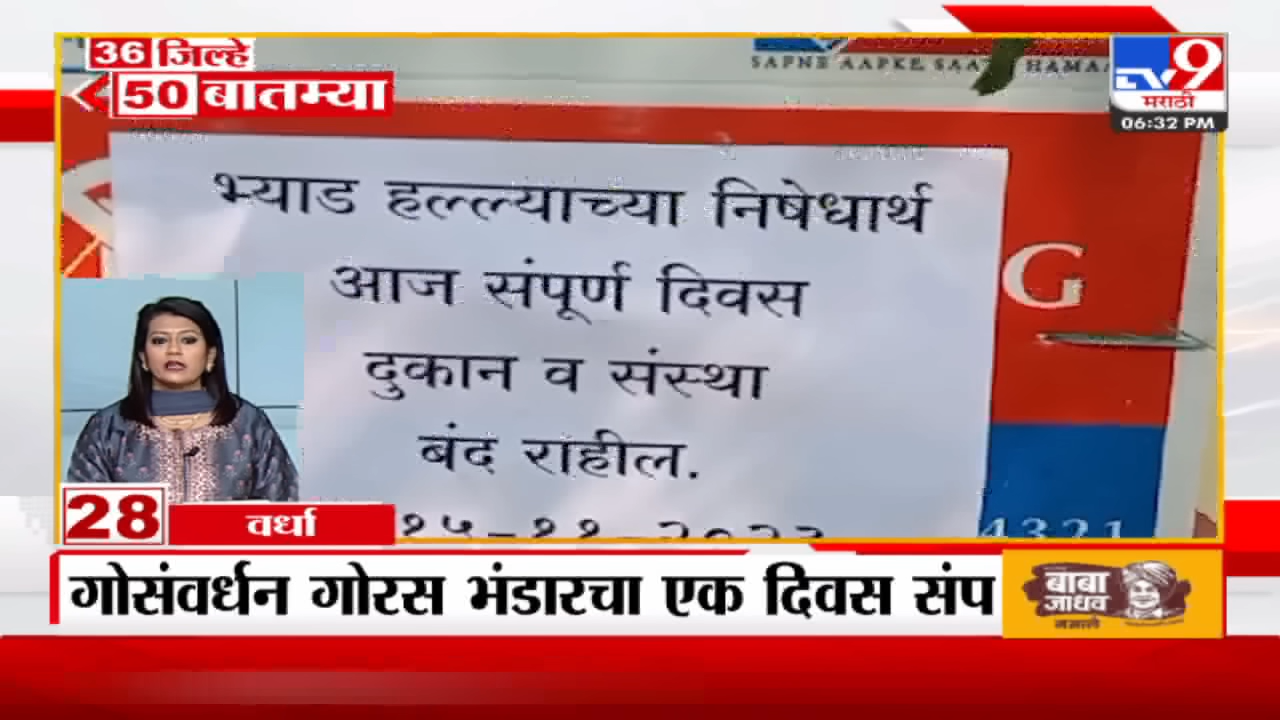 36 जिल्हे
50 बातम्या
SAPNE AAPKE, SAATH HAMAA
TV9
मराठी
06:32 PM
भ्याड हल्ल्याच्या निषेधार्थ
आज संपूर्ण दिवस
दुकान व संस्था
बंद राहील.
G
4321
28
वर्धा
गोसंवर्धन गोरस भंडारचा एक दिवस संप
बाबा
जाधव
मसाले